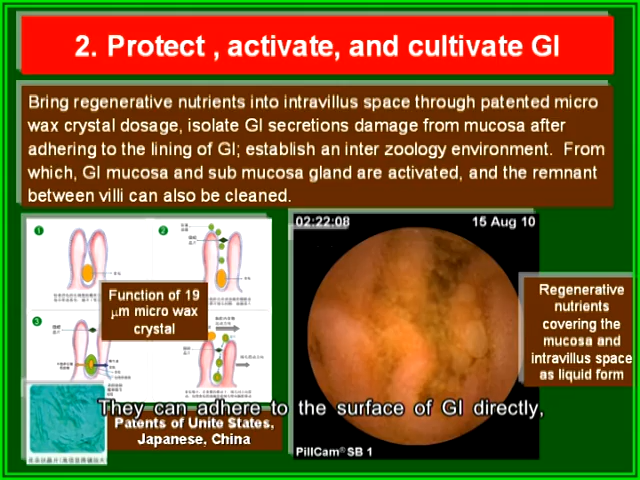 2. Protect , activate, and cultivate GI
Bring regenerative nutrients into intravillus space through patented micro
wax crystal dosage, isolate GI secretions damage from mucosa after
adhering to the lining of GI; establish an inter zoology environment. From
which, GI mucosa and sub mucosa gland are activated, and the remnant
between villi can also be cleaned.
1
2
3
Function of 19
μm micro wax
crystal
02:22:08
15 Aug 10
Regenerative
nutrients
covering the
mucosa and
intravillus space
as liquid form
They can adhere to the surface of GI directly,
Patents of Unite States,
Japanese, China
PillCam® SB 1